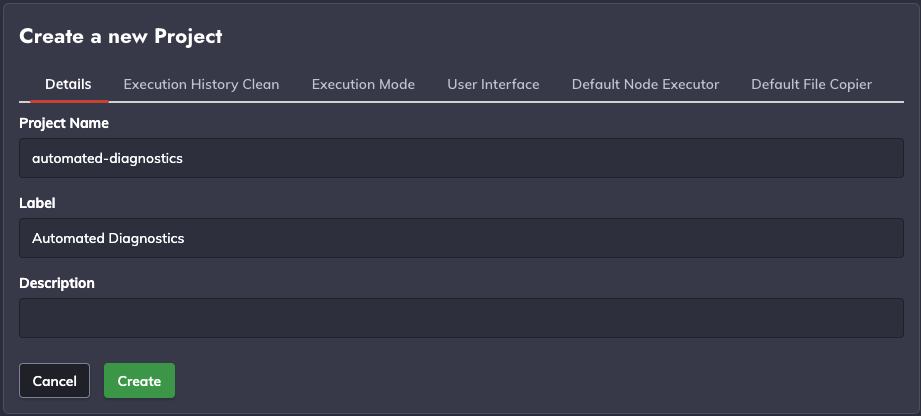 Create a new Project
Details Execution History Clean Execution Mode User Interface Default Node Executor Default File Copier
Project Name
automated-diagnostics
Label
Automated Diagnostics
Description
Cancel Create